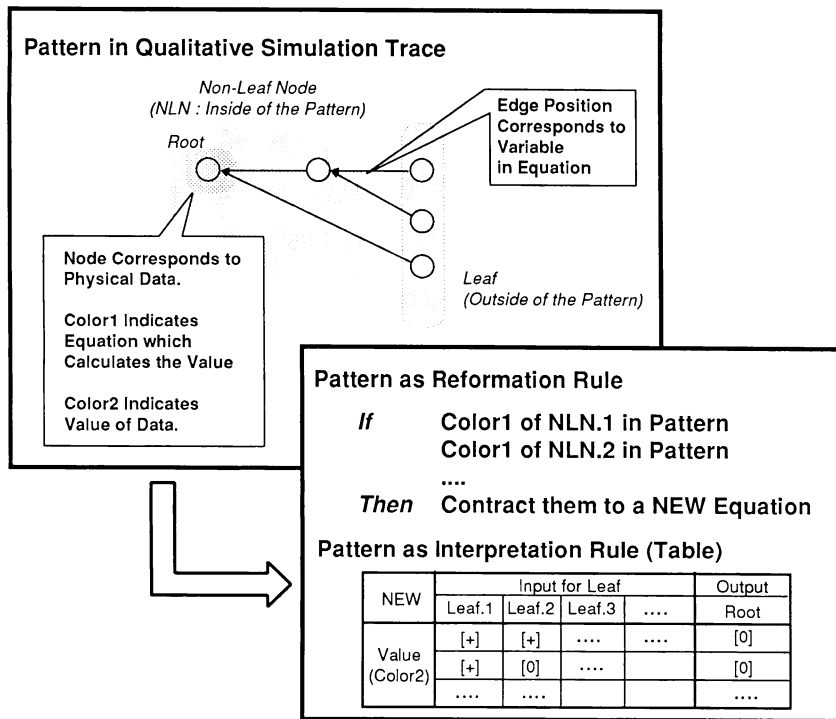 Pattern in Qualitative Simulation Trace
Non-Leaf Node
(NLN : Inside of the Pattern)
Root
Edge Position
Corresponds to
Variable
in Equation
Node Corresponds to
Physical Data.
Color1 Indicates
Equation which
Calculates the Value
Color2 Indicates
Value of Data.
Leaf
(Outside of the Pattern)
Pattern as Reformation Rule
If Color1 of NLN.1 in Pattern
Color1 of NLN.2 in Pattern
....
Then Contract them to a NEW Equation
Pattern as Interpretation Rule (Table)
NEW Input for Leaf Output
Leaf.1 Leaf.2 Leaf.3 .... Root
Value
(Color2)
[+] [+] .... .... [0]
[+] [0] .... [0]
.... .... ....